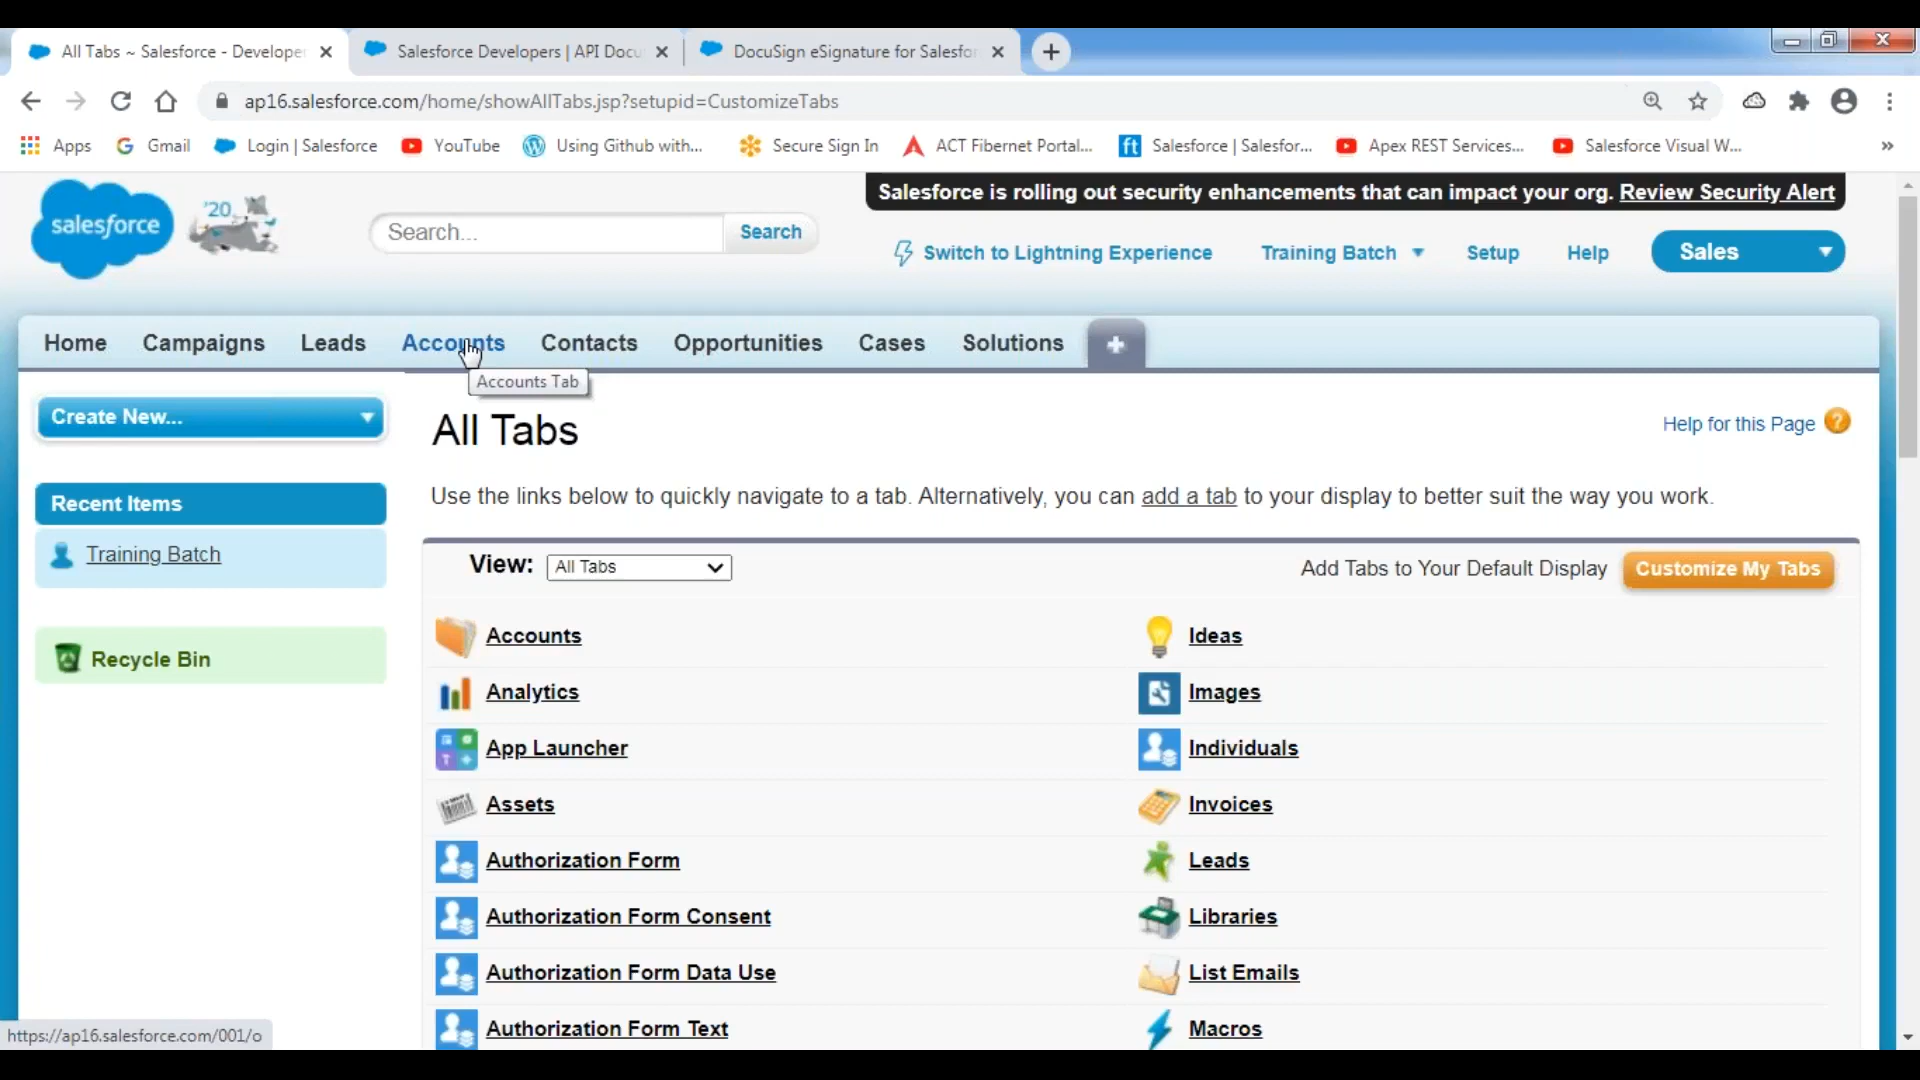 All Tabs ~ Salesforce - Developer
Salesforce Developers | API Docu
DocuSign eSignature for Salesfor
ap16.salesforce.com/home/showAllTabs.jsp?setupid=CustomizeTabs
Apps Gmail Login | Salesforce YouTube Using Github with... Secure Sign In ACT Fibernet Portal... ft Salesforce | Salesfor... Apex REST Services... Salesforce Visual W... »
Salesforce is rolling out security enhancements that can impact your org. Review Security Alert
salesforce '20 Search... Search
Switch to Lightning Experience Training Batch Setup Help Sales
Home Campaigns Leads Accounts Contacts Opportunities Cases Solutions +
Accounts Tab
Create New...
Recent Items
Training Batch
Recycle Bin
All Tabs
Help for this Page ?
Use the links below to quickly navigate to a tab. Alternatively, you can add a tab to your display to better suit the way you work.
View: All Tabs Add Tabs to Your Default Display Customize My Tabs
Accounts Ideas
Analytics Images
App Launcher Individuals
Assets Invoices
Authorization Form Leads
Authorization Form Consent Libraries
Authorization Form Data Use List Emails
Authorization Form Text Macros
https://ap16.salesforce.com/001/o